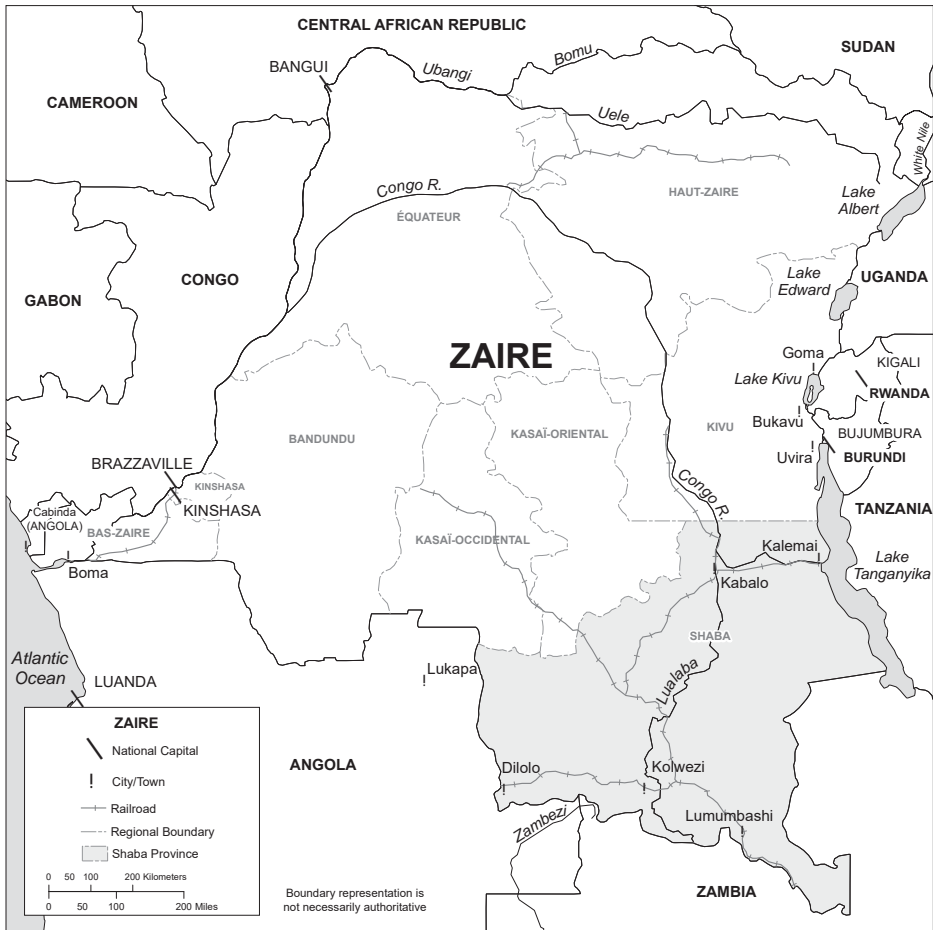 CENTRAL AFRICAN REPUBLIC
SUDAN
Bomu
BANGUI
Ubangi
CAMEROON
Uele
White Nile
Congo R.
HAUT-ZAIRE
Lake
Albert
ÉQUATEUR
CONGO
GABON
Lake
Edward
UGANDA
ZAIRE
Goma
KIGALI
Lake Kivu
RWANDA
Bukavu
BANDUNDU
KASAÏ-ORIENTAL
KIVU
BUJUMBURA
Uvira
BURUNDI
BRAZZAVILLE
KINSHASA
KINSHASA
Congo R.
Cabinda
(ANGOLA)
BAS-ZAIRE
TANZANIA
KASAÏ-OCCIDENTAL
Kalemai
Lake
Tanganyika
Boma
Kabalo
SHABA
Atlantic
Ocean
Lukapa
Lualaba
LUANDA
ANGOLA
Dilolo
Kolwezi
Zambezi
Lumumbashi
ZAMBIA
ZAIRE
National Capital
City/Town
Railroad
Regional Boundary
Shaba Province
0 50 100 200 Kilometers
0 50 100 200 Miles
Boundary representation is
not necessarily authoritative